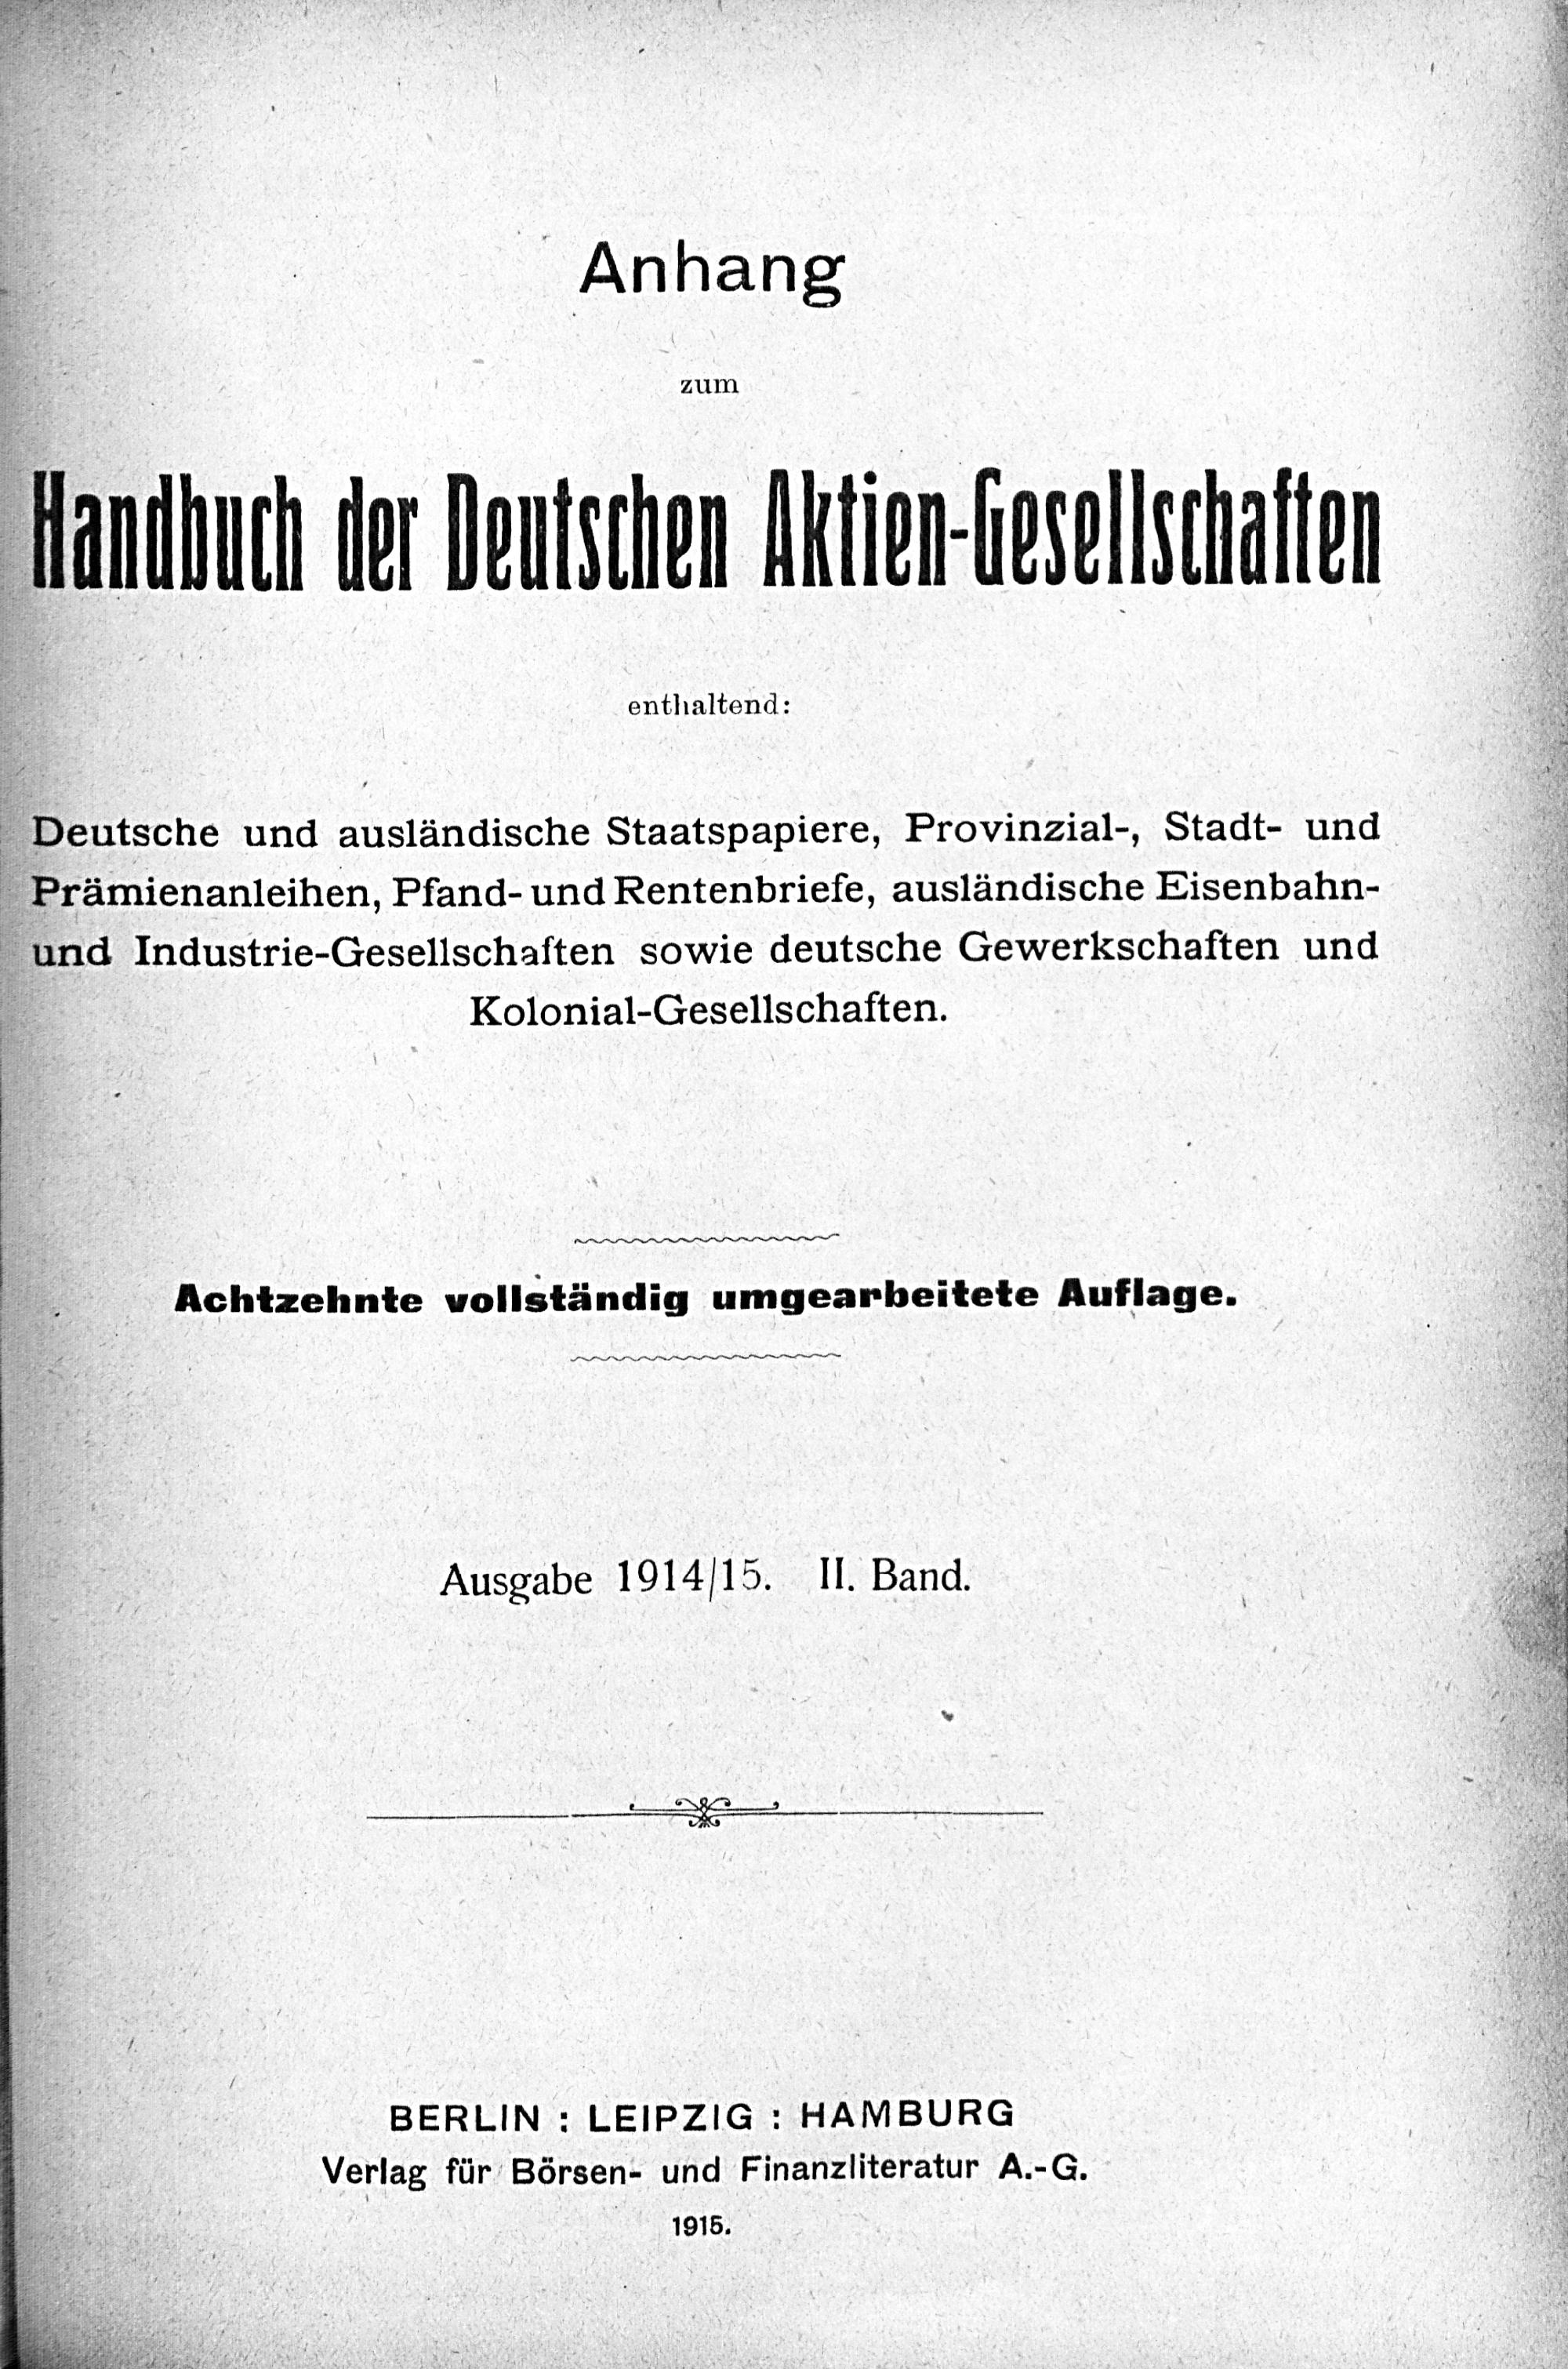 Anhang
zum
Handbuch der Deutschen Aktien-Gesellschaften
enthaltend:
Deutsche und ausländische Staatspapiere, Provinzial-, Stadt- und
Prämienanleihen, Pfand- und Rentenbriefe, ausländische Eisenbahn-
und Industrie-Gesellschaften sowie deutsche Gewerkschaften und
Kolonial-Gesellschaften.
Achtzehnte vollständig umgearbeitete Auflage.
Ausgabe 1914/15. II. Band.
BERLIN : LEIPZIG : HAMBURG
Verlag für Börsen- und Finanzliteratur A.-G.
1915.